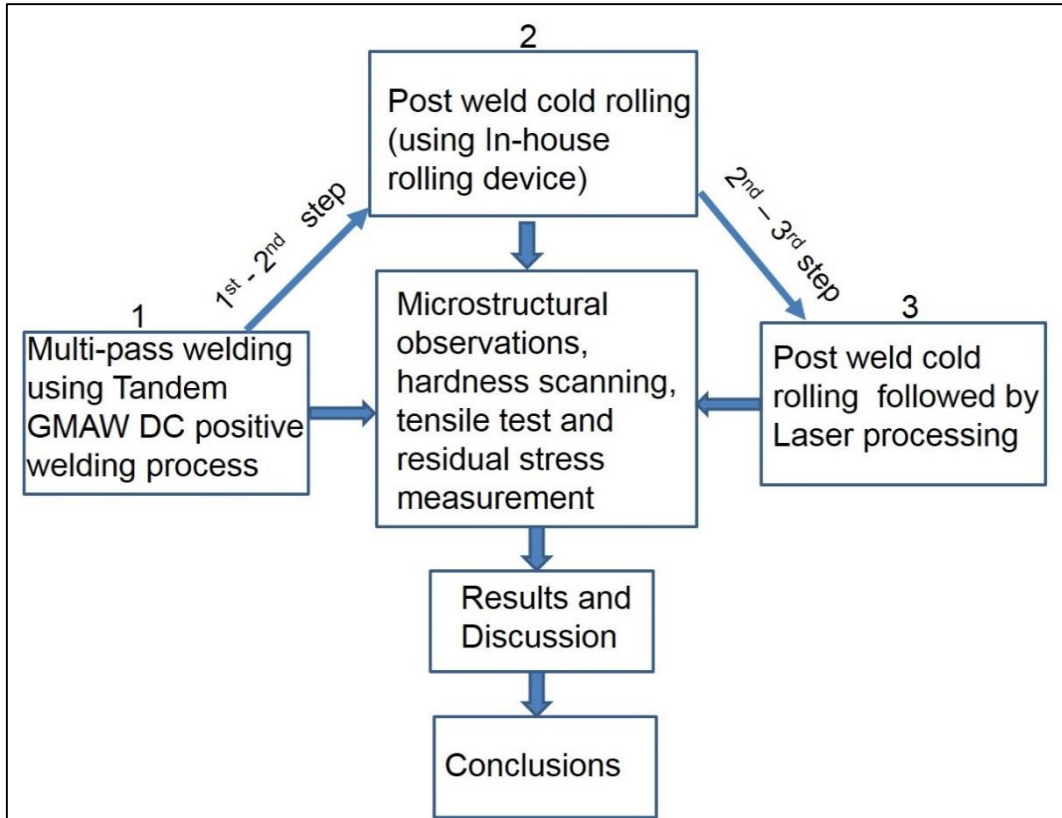 2
Post weld cold rolling
(using In-house
rolling device)
1st - 2nd step
2nd – 3rd step
1
Multi-pass welding
using Tandem
GMAW DC positive
welding process
Microstructural
observations,
hardness scanning,
tensile test and
residual stress
measurement
3
Post weld cold
rolling followed by
Laser processing
Results and
Discussion
Conclusions